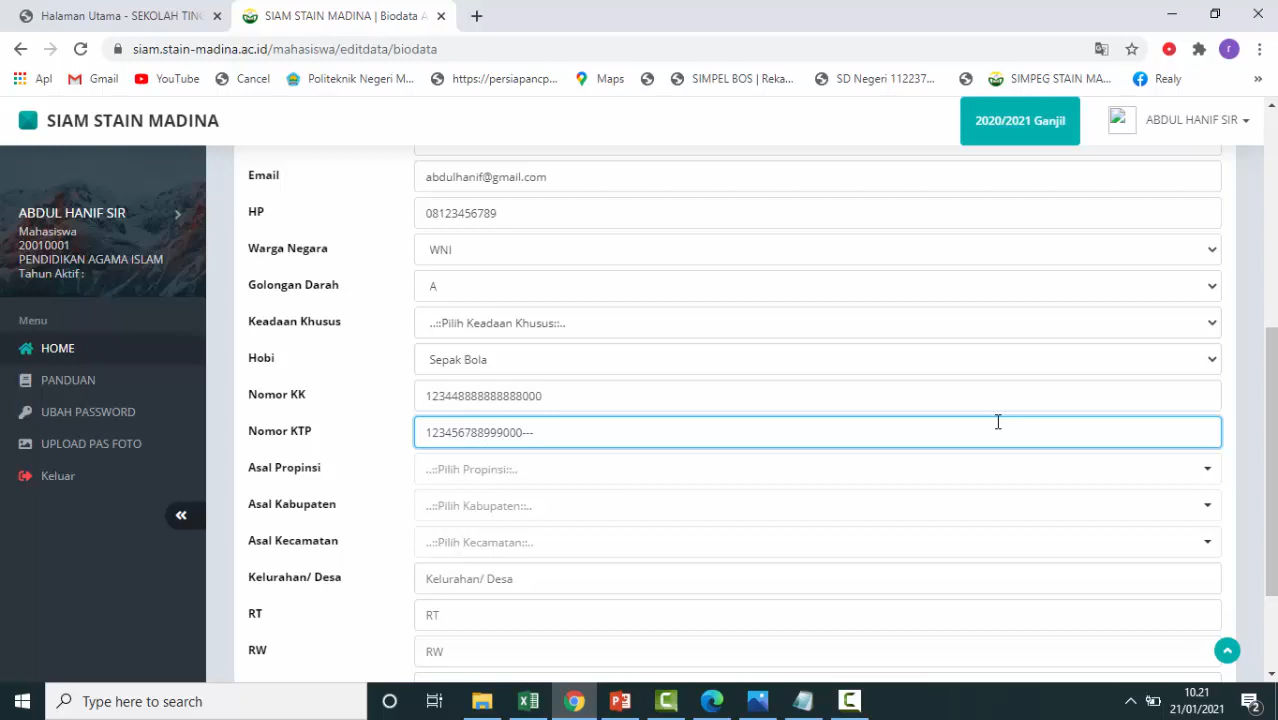 Halaman Utama - SEKOLAH TING
SIAM STAIN MADINA | Biodata A
siam.stain-madina.ac.id/mahasiswa/editdata/biodata
r
Apl
Gmail
YouTube
Cancel
Politeknik Negeri M...
https://persiapancp...
Maps
SIMPEL BOS | Reka...
SD Negeri 112237...
SIMPEG STAIN MA...
Realy
»
SIAM STAIN MADINA
2020/2021 Ganjil
ABDUL HANIF SIR
ABDUL HANIF SIR
Mahasiswa
20010001
PENDIDIKAN AGAMA ISLAM
Tahun Aktif :
Menu
HOME
PANDUAN
UBAH PASSWORD
UPLOAD PAS FOTO
Keluar
Email
abdulhanif@gmail.com
HP
08123456789
Warga Negara
WNI
Golongan Darah
A
Keadaan Khusus
..::Pilih Keadaan Khusus::..
Hobi
Sepak Bola
Nomor KK
123448888888888000
Nomor KTP
123456788999000---
Asal Propinsi
..::Pilih Propinsi::..
Asal Kabupaten
..::Pilih Kabupaten::..
Asal Kecamatan
..::Pilih Kecamatan::..
Kelurahan/ Desa
Kelurahan/ Desa
RT
RT
RW
RW
Type here to search
10.21
21/01/2021
2